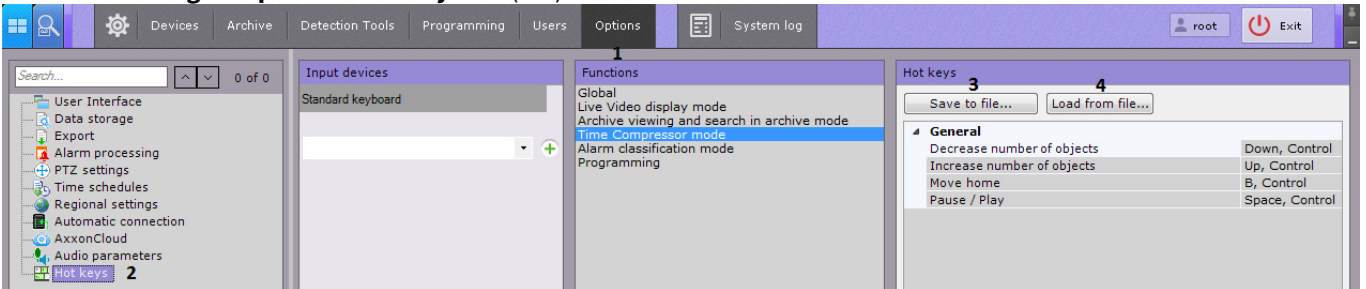 Devices Archive Detection Tools Programming Users Options System log root Exit
1
Search... 0 of 0
User Interface
Data storage
Export
Alarm processing
PTZ settings
Time schedules
Regional settings
Automatic connection
AxxonCloud
Audio parameters
Hot keys 2
Input devices
Standard keyboard
Functions
Global
Live Video display mode
Archive viewing and search in archive mode
Time Compressor mode
Alarm classification mode
Programming
Hot keys
3 4
Save to file... Load from file...
General
Decrease number of objects Down, Control
Increase number of objects Up, Control
Move home B, Control
Pause / Play Space, Control